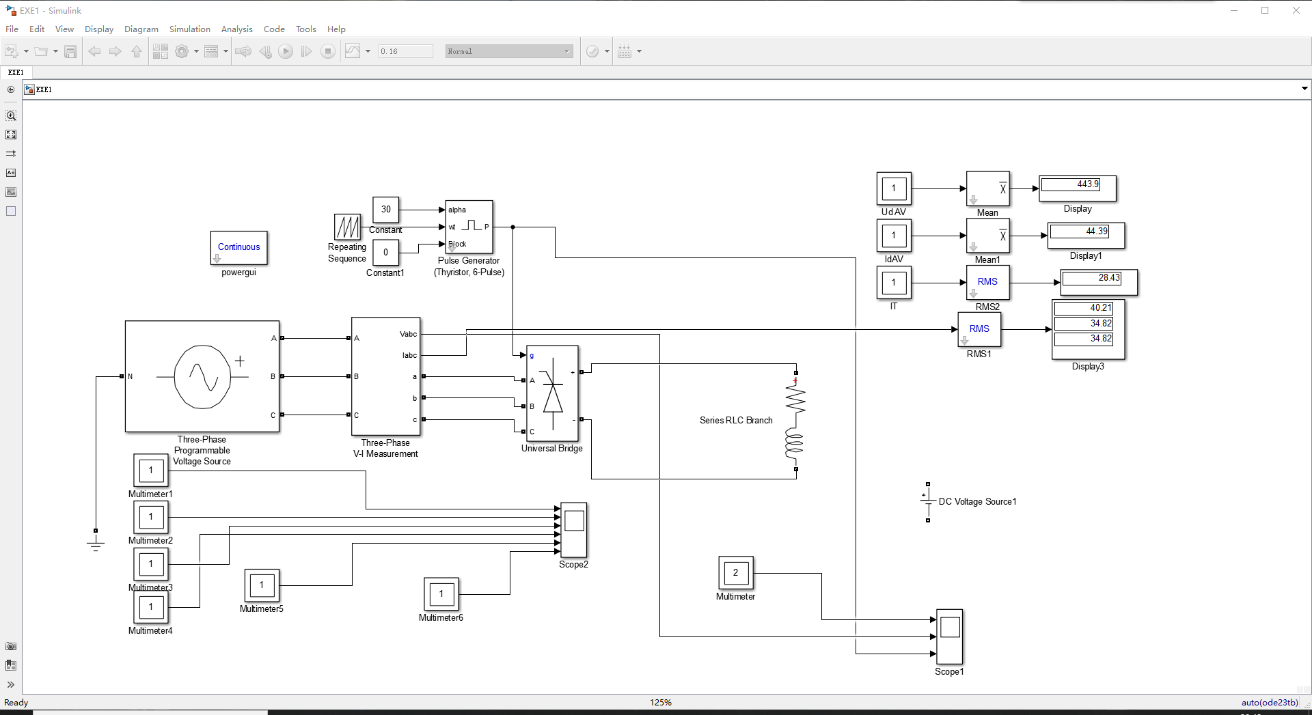 EXE1 - Simulink
File Edit View Display Diagram Simulation Analysis Code Tools Help
0.16 Normal
EXE1
EXE1
1
Ud AV
X
Mean
443.9
Display
1
IdAV
X
Mean1
44.39
Display1
1
IT
RMS
RMS2
28.43
RMS
RMS1
40.21
34.82
34.82
Display3
Continuous
powergui
Repeating
Sequence
30
Constant
0
Constant1
alpha
wt
P
Block
Pulse Generator
(Thyristor, 6-Pulse)
N
A
B
C
Three-Phase
Programmable
Voltage Source
A
B
C
Vabc
Iabc
a
b
c
Three-Phase
V-I Measurement
g
A
B
C
+
-
Universal Bridge
+
Series RLC Branch
1
Multimeter1
1
Multimeter2
1
Multimeter3
1
Multimeter4
1
Multimeter5
1
Multimeter6
Scope2
+
DC Voltage Source1
2
Multimeter
Scope1
Ready 125% auto(ode23tb)